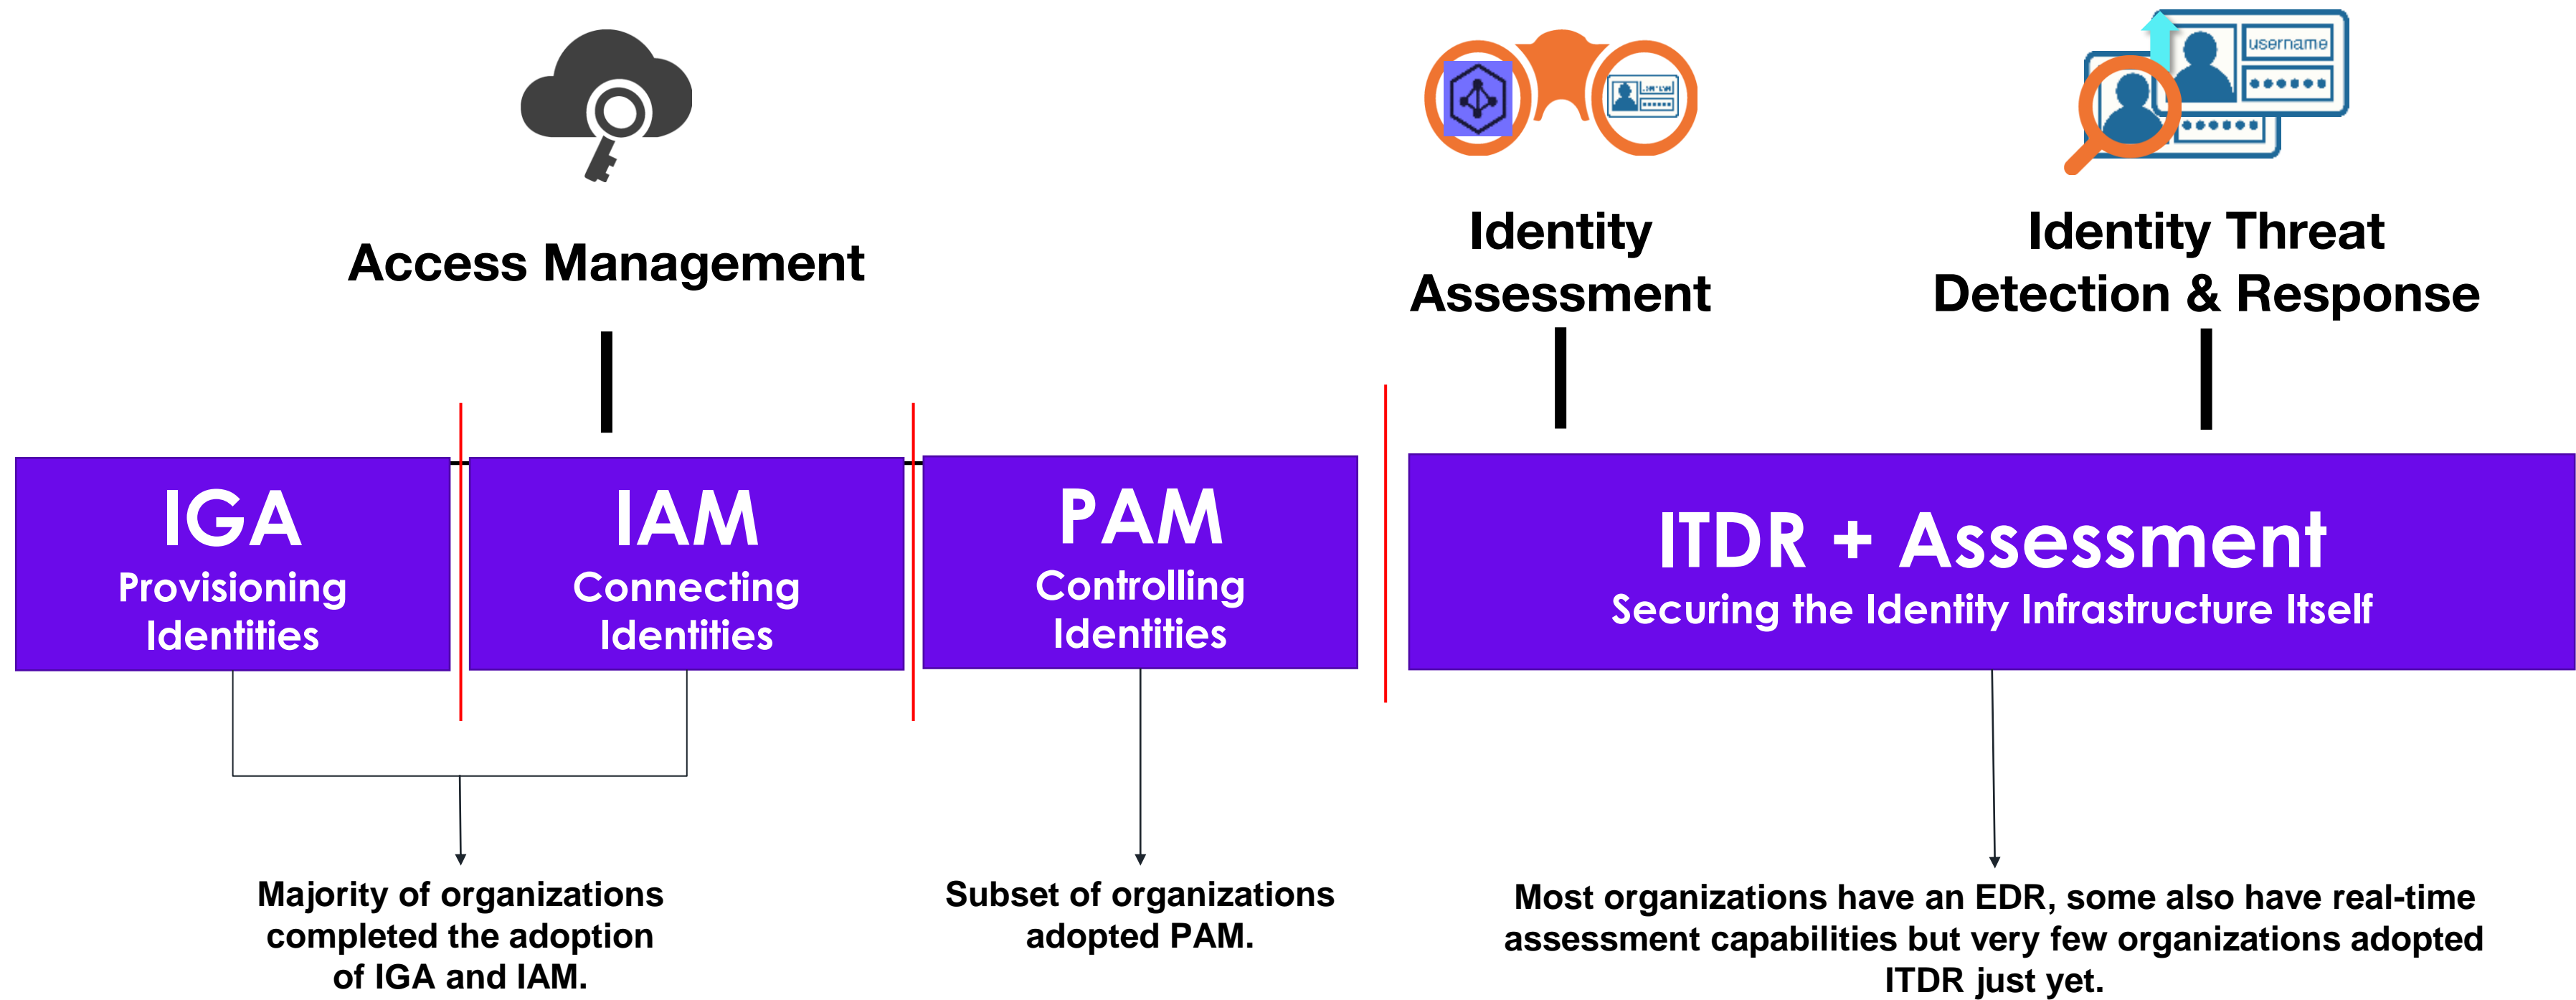 username
Access Management
Identity
Assessment
Identity Threat
Detection & Response
IGA
Provisioning
Identities
IAM
Connecting
Identities
PAM
Controlling
Identities
ITDR + Assessment
Securing the Identity Infrastructure Itself
Majority of organizations
completed the adoption
of IGA and IAM.
Subset of organizations
adopted PAM.
Most organizations have an EDR, some also have real-time
assessment capabilities but very few organizations adopted
ITDR just yet.